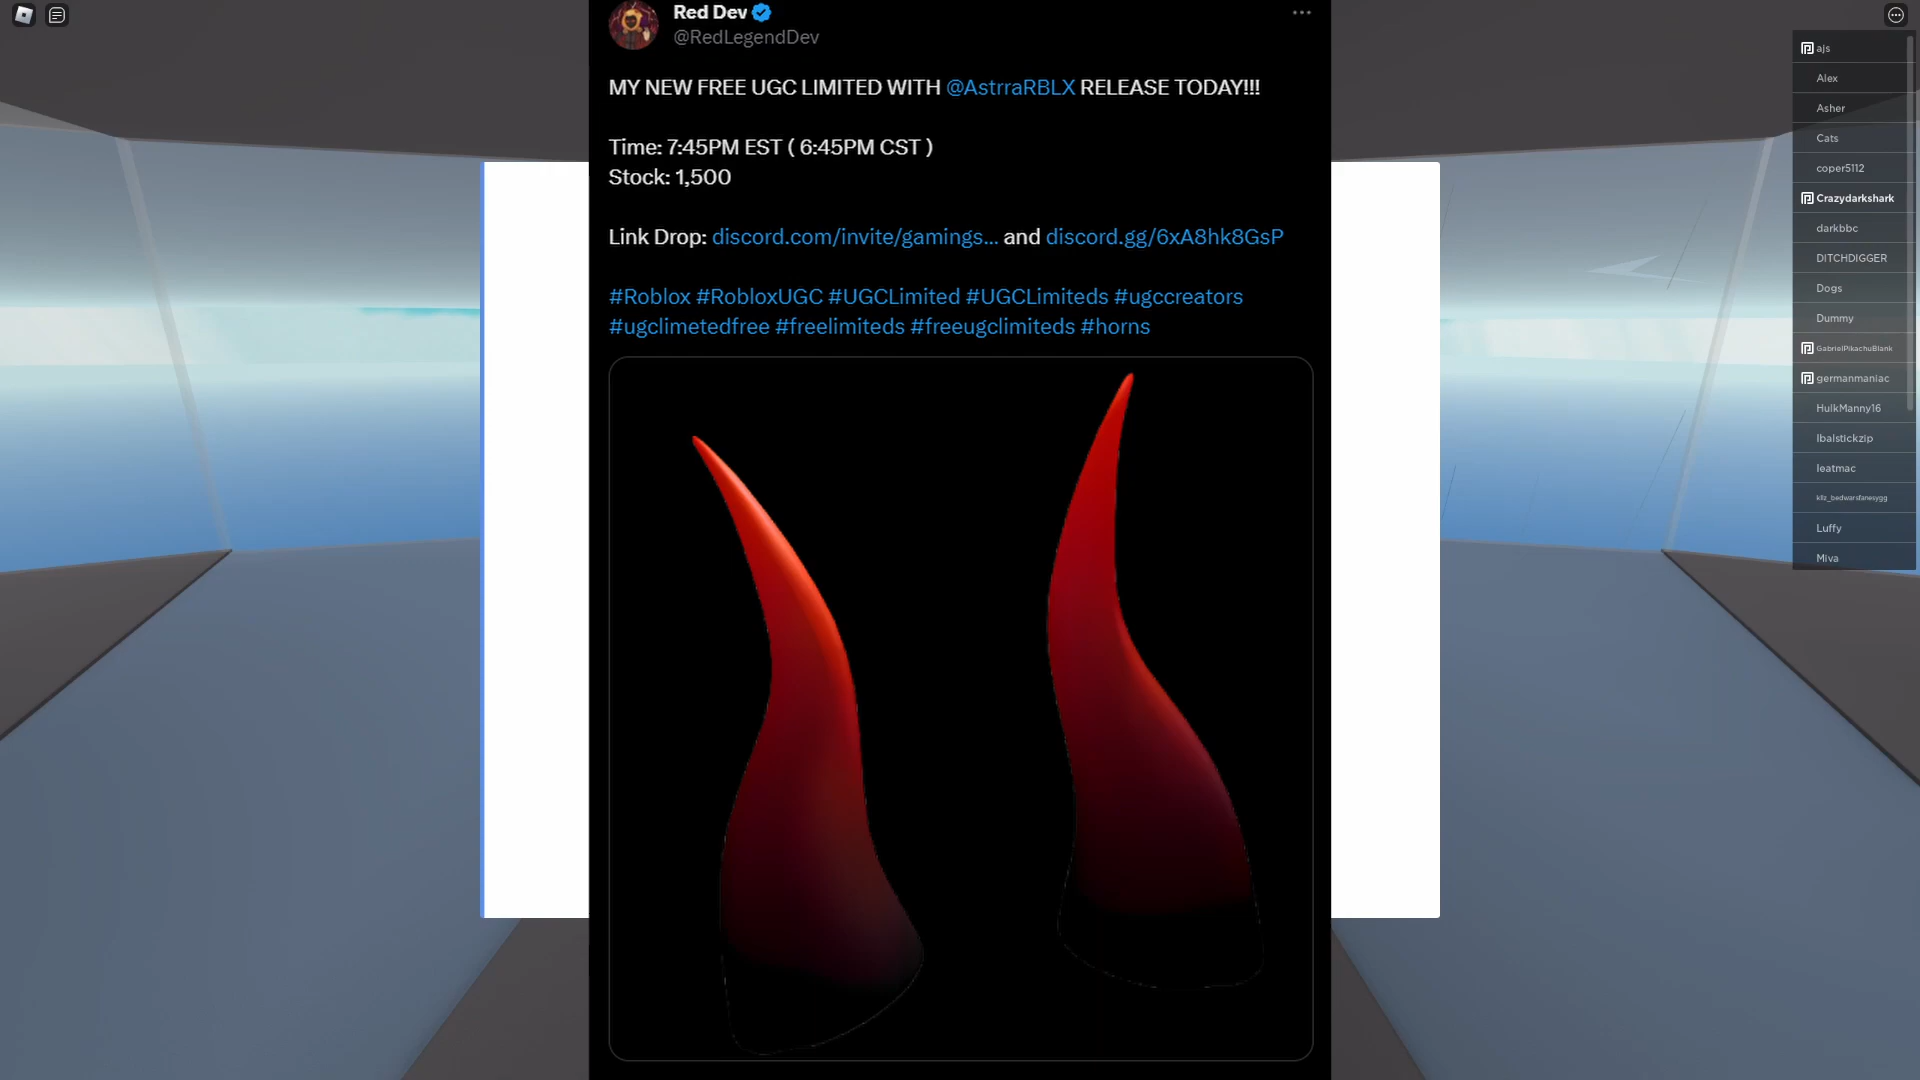 Red Dev
@RedLegendDev
MY NEW FREE UGC LIMITED WITH @AstrraRBLX RELEASE TODAY!!!
Time: 7:45PM EST ( 6:45PM CST )
Stock: 1,500
Link Drop: discord.com/invite/gamings... and discord.gg/6xA8hk8GsP
#Roblox #RobloxUGC #UGCLimited #UGCLimiteds #ugccreators
#ugclimetedfree #freelimiteds #freeugclimiteds #horns
ajs
Alex
Asher
Cats
coper5112
Crazydarkshark
darkbbc
DITCHDIGGER
Dogs
Dummy
GabrielPikachuBlank
germanmaniac
HulkManny16
leatmac
Luffy
Miva